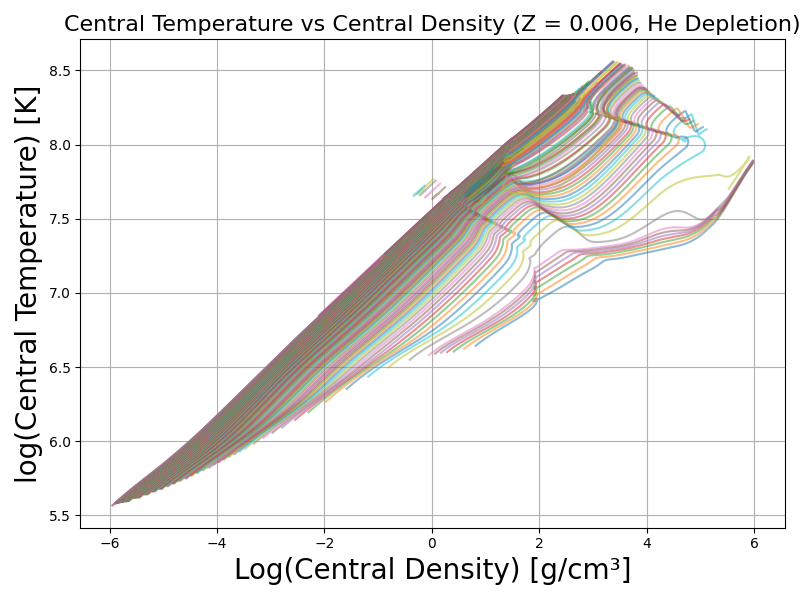 Central Temperature vs Central Density (Z = 0.006, He Depletion)
log(Central Temperature) [K]
8.5
8.0
7.5
7.0
6.5
6.0
5.5
−6 −4 −2 0 2 4 6
Log(Central Density) [g/cm³]